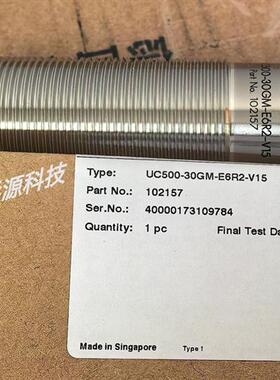 00-30GM-E6R2-V15
102157
源科技
Type: UC500-30GM-E6R2-V15
Part No.: 102157
Ser.No.: 40000173109784
Quantity: 1 pc Final Test Da
Made in Singapore Type 1